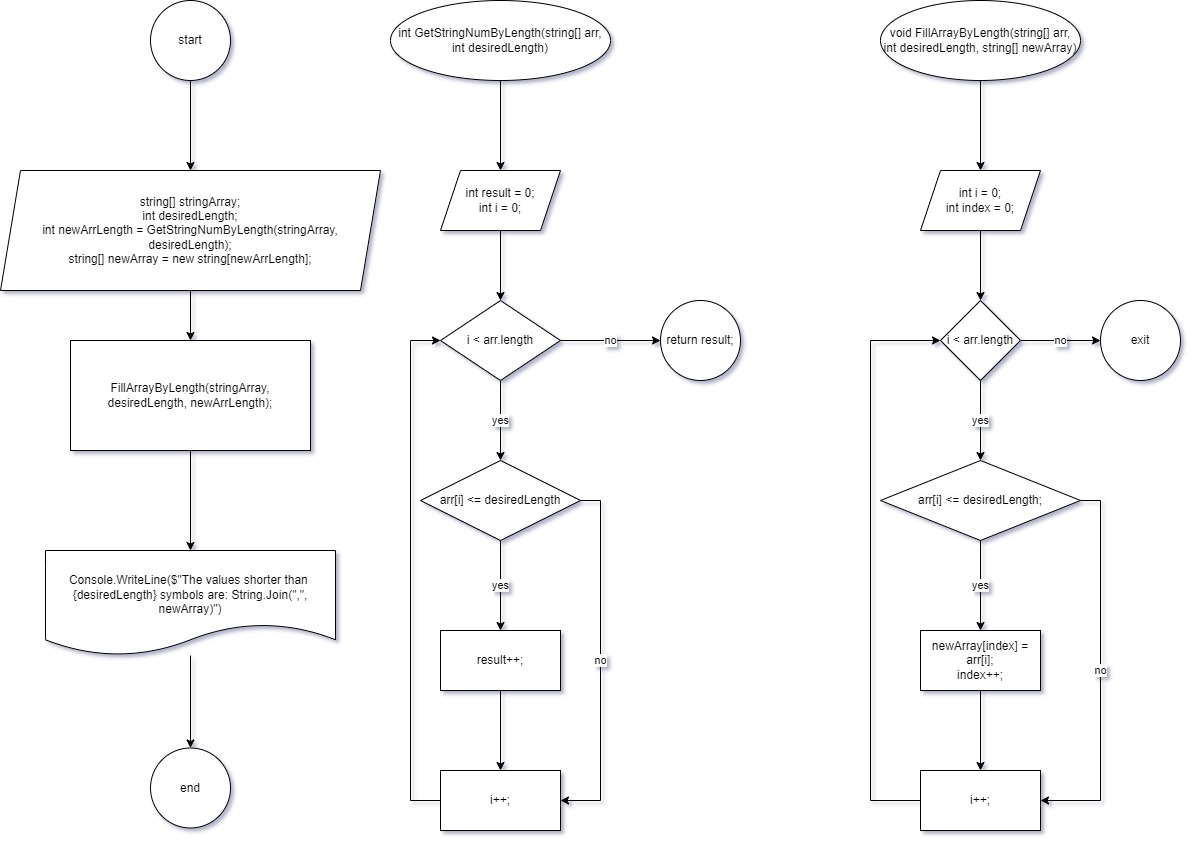 start
string[] stringArray;
int desiredLength;
int newArrLength = GetStringNumByLength(stringArray,
desiredLength);
string[] newArray = new string[newArrLength];
FillArrayByLength(stringArray,
desiredLength, newArrLength);
Console.WriteLine($"The values shorter than
{desiredLength} symbols are: String.Join(",",
newArray)")
end
int GetStringNumByLength(string[] arr,
int desiredLength)
int result = 0;
int i = 0;
i < arr.length
no
return result;
yes
arr[i] <= desiredLength
yes
result++;
no
i++;
void FillArrayByLength(string[] arr,
int desiredLength, string[] newArray)
int i = 0;
int index = 0;
i < arr.length
no
exit
yes
arr[i] <= desiredLength;
yes
newArray[index] =
arr[i];
index++;
no
i++;